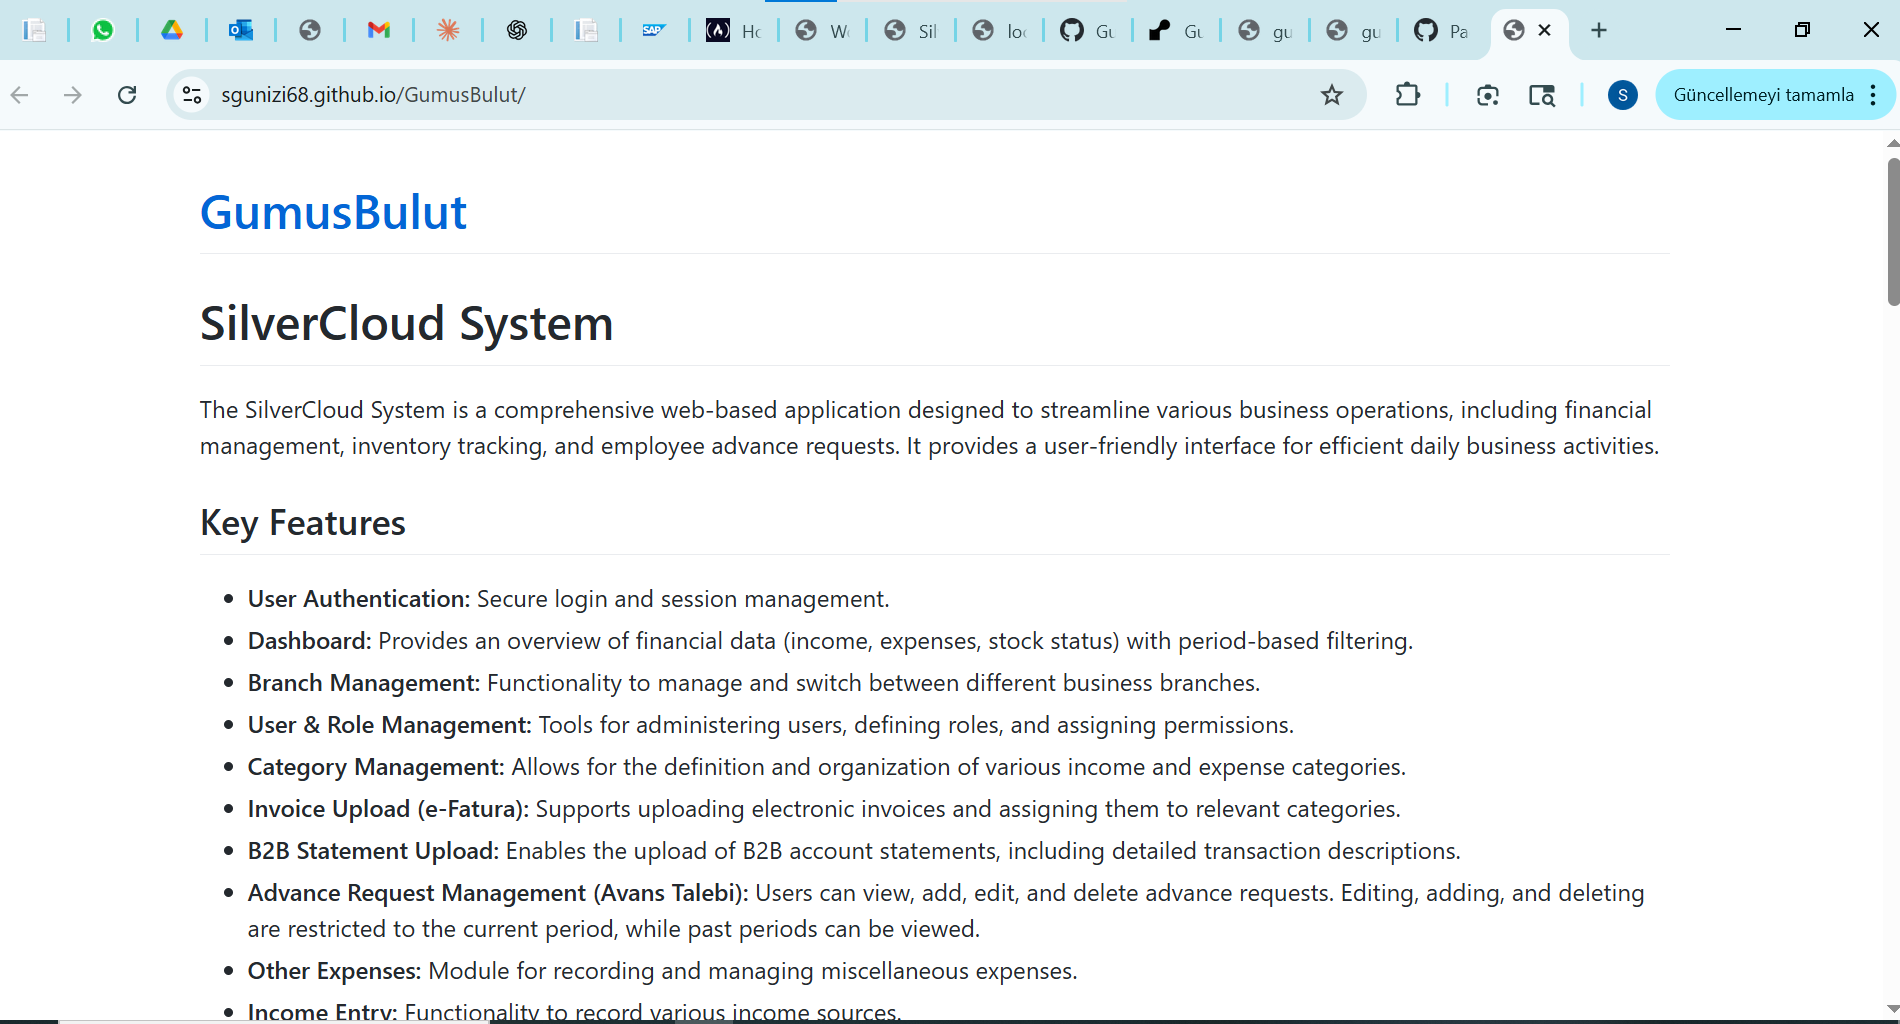 SAP
Ho
W
Sil
loc
Gu
Gu
gu
gu
Pa
sgunizi68.github.io/GumusBulut/
S
Güncellemeyi tamamla
GumusBulut
SilverCloud System
The SilverCloud System is a comprehensive web-based application designed to streamline various business operations, including financial
management, inventory tracking, and employee advance requests. It provides a user-friendly interface for efficient daily business activities.
Key Features
• User Authentication: Secure login and session management.
• Dashboard: Provides an overview of financial data (income, expenses, stock status) with period-based filtering.
• Branch Management: Functionality to manage and switch between different business branches.
• User & Role Management: Tools for administering users, defining roles, and assigning permissions.
• Category Management: Allows for the definition and organization of various income and expense categories.
• Invoice Upload (e-Fatura): Supports uploading electronic invoices and assigning them to relevant categories.
• B2B Statement Upload: Enables the upload of B2B account statements, including detailed transaction descriptions.
• Advance Request Management (Avans Talebi): Users can view, add, edit, and delete advance requests. Editing, adding, and deleting
are restricted to the current period, while past periods can be viewed.
• Other Expenses: Module for recording and managing miscellaneous expenses.
• Income Entry: Functionality to record various income sources.